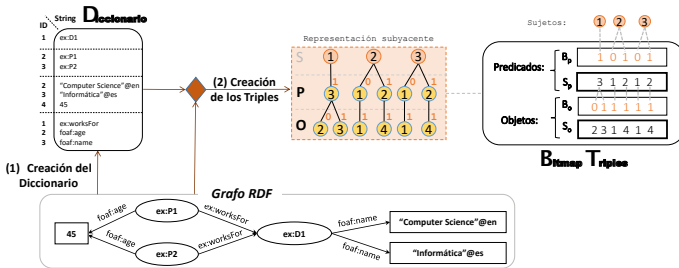 Diccionario
ID String
1 ex:D1
2 ex:P1
3 ex:P2
2 "Computer Science"@en
3 "Informática"@es
4 45
1 ex:worksFor
2 foaf:age
3 foaf:name
(1) Creación del
Diccionario
(2) Creación
de los Triples
Representación subyacente
S 1 2 3
1 0 1 0 1
P 3 1 2 1 2
0 1 1 1 1 1
O 2 3 1 4 1 4
Sujetos: 1 2 3
Predicados: Bp 1 0 1 0 1
Sp 3 1 2 1 2
Objetos: Bo 0 1 1 1 1 1
So 2 3 1 4 1 4
Bitmap Triples
Grafo RDF
45
foaf:age
ex:P1
ex:worksFor
foaf:age
ex:P2
ex:worksFor
ex:D1
foaf:name
"Computer Science"@en
foaf:name
"Informática"@es